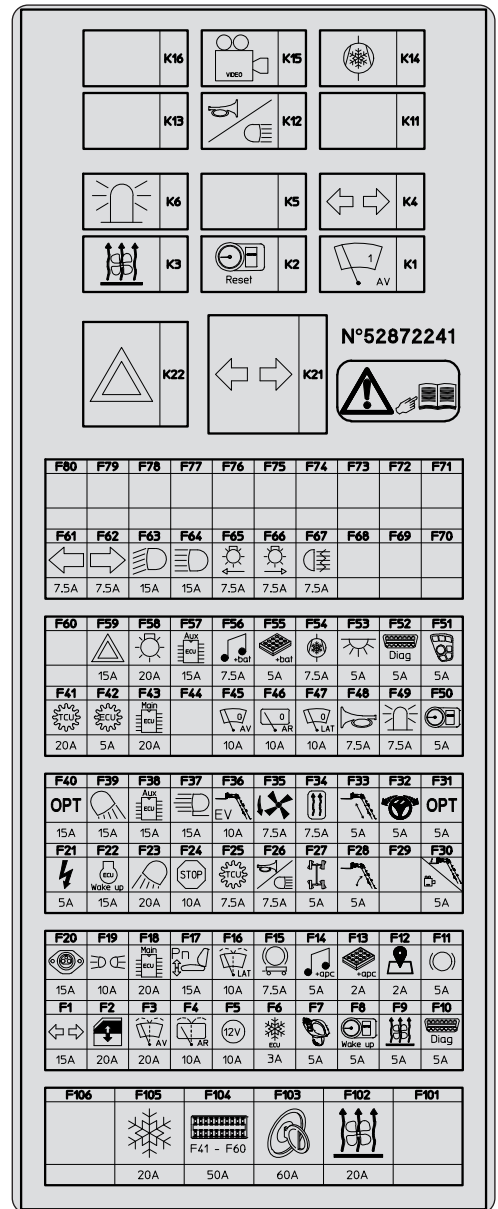 K16 VIDEO K15 K14
K13 K12 K11
K6 K5 K4
K3 Reset K2 1 AV K1
N°52872241
K22 K21
F80 F79 F78 F77 F76 F75 F74 F73 F72 F71
F61 F62 F63 F64 F65 F66 F67 F68 F69 F70
7.5A 7.5A 15A 15A 7.5A 7.5A 7.5A
F60 F59 F58 F57 F56 F55 F54 F53 F52 F51
Aux ECU +bat +bat Diag
15A 20A 15A 7.5A 5A 7.5A 5A 5A 5A
F41 F42 F43 F44 F45 F46 F47 F48 F49 F50
TCU ECU Main ECU 0 AV 0 AR 0 LAT
20A 5A 20A 10A 10A 10A 7.5A 7.5A 5A
F40 F39 F38 F37 F36 F35 F34 F33 F32 F31
OPT Aux ECU EV OPT
15A 15A 15A 15A 10A 7.5A 7.5A 5A 5A 5A
F21 F22 F23 F24 F25 F26 F27 F28 F29 F30
ECU Wake up STOP TCU
5A 15A 20A 10A 7.5A 7.5A 5A 5A 5A
F20 F19 F18 F17 F16 F15 F14 F13 F12 F11
Main ECU LAT +apc +apc
15A 10A 20A 15A 10A 7.5A 5A 2A 2A 5A
F1 F2 F3 F4 F5 F6 F7 F8 F9 F10
AV AR 12V ECU Wake up Diag
15A 20A 20A 10A 10A 3A 5A 5A 5A 5A
F106 F105 F104 F103 F102 F101
F41 - F60
20A 50A 60A 20A